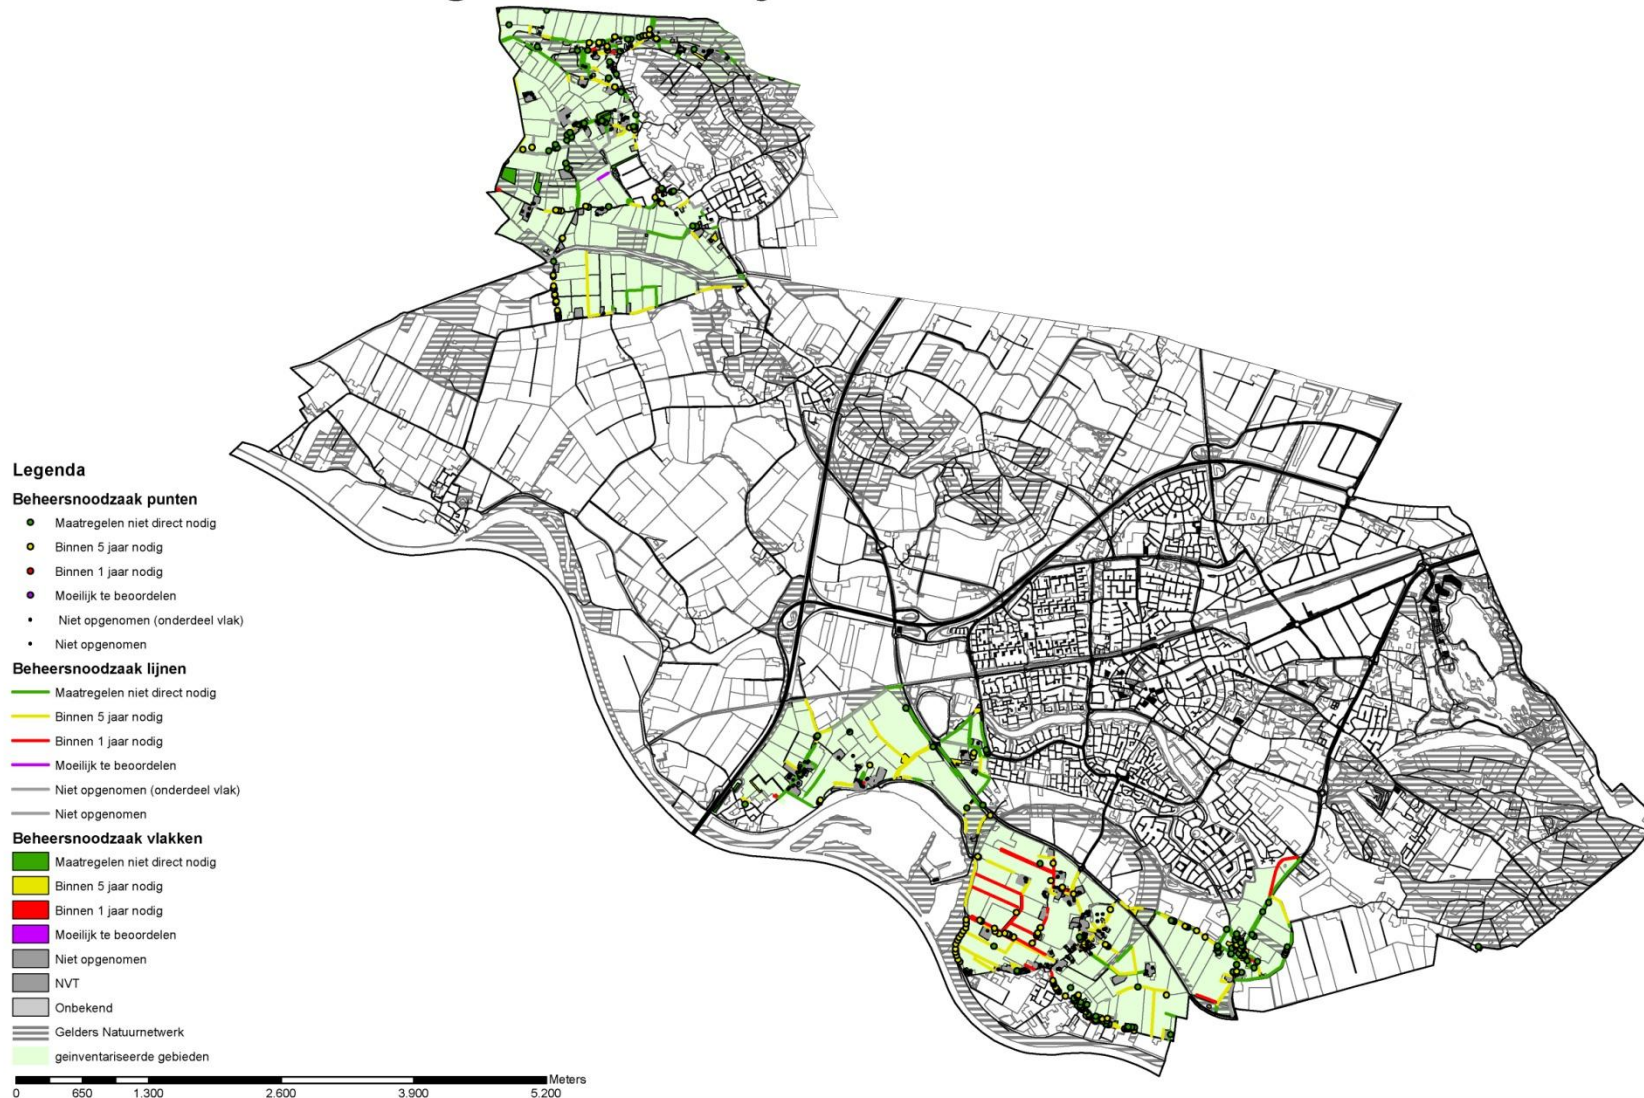 Legenda
Beheersnoodzaak punten
Maatregelen niet direct nodig
Binnen 5 jaar nodig
Binnen 1 jaar nodig
Moeilijk te beoordelen
Niet opgenomen (onderdeel vlak)
Niet opgenomen
Beheersnoodzaak lijnen
Maatregelen niet direct nodig
Binnen 5 jaar nodig
Binnen 1 jaar nodig
Moeilijk te beoordelen
Niet opgenomen (onderdeel vlak)
Niet opgenomen
Beheersnoodzaak vlakken
Maatregelen niet direct nodig
Binnen 5 jaar nodig
Binnen 1 jaar nodig
Moeilijk te beoordelen
Niet opgenomen
NVT
Onbekend
Gelders Natuurnetwerk
geinventariseerde gebieden
Meters
0 650 1.300 2.600 3.900 5.200